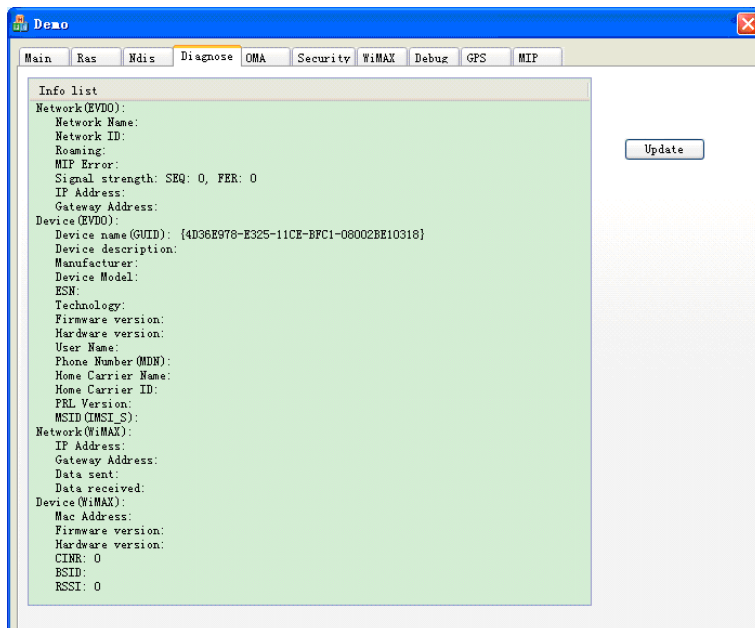 Demo
Main Ras Ndis Diagnose OMA Security WiMAX Debug GPS MIP
Info list
Network(EVDO):
Network Name:
Network ID:
Roaming:
MIP Error:
Signal strength: SEQ: 0, FER: 0
IP Address:
Gateway Address:
Device(EVDO):
Device name(GUID): {4D36E978-E325-11CE-BFC1-08002BE10318}
Device description:
Manufacturer:
Device Model:
ESN:
Technology:
Firmware version:
Hardware version:
User Name:
Phone Number(MDN):
Home Carrier Name:
Home Carrier ID:
PRL Version:
MSID(IMSI_S):
Network(WiMAX):
IP Address:
Gateway Address:
Data sent:
Data received:
Device(WiMAX):
Mac Address:
Firmware version:
Hardware version:
CINR: 0
BSID:
RSSI: 0
Update